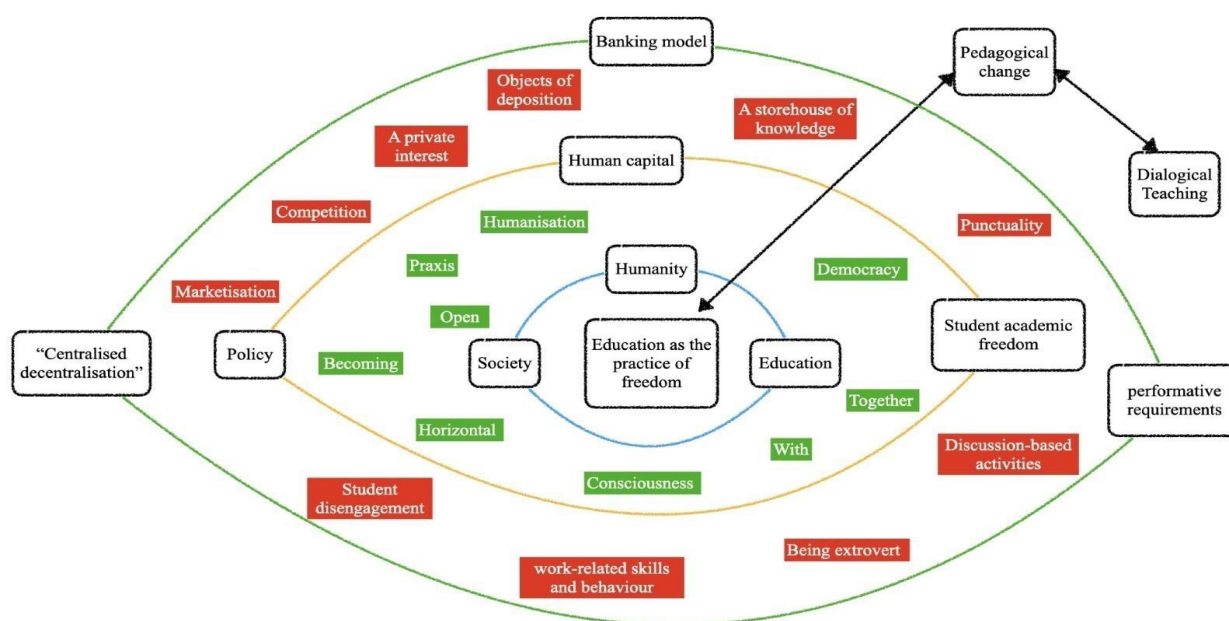 Banking model
Pedagogical
change
Objects of
deposition
A storehouse of
knowledge
A private
interest
Human capital
Dialogical
Teaching
Competition
Humanisation
Punctuality
Praxis
Humanity
Democracy
Marketisation
Open
“Centralised
decentralisation”
Policy
Becoming
Society
Education as the
practice of
freedom
Education
Student academic
freedom
performative
requirements
Together
Horizontal
With
Discussion-based
activities
Consciousness
Student
disengagement
Being extrovert
work-related skills
and behaviour